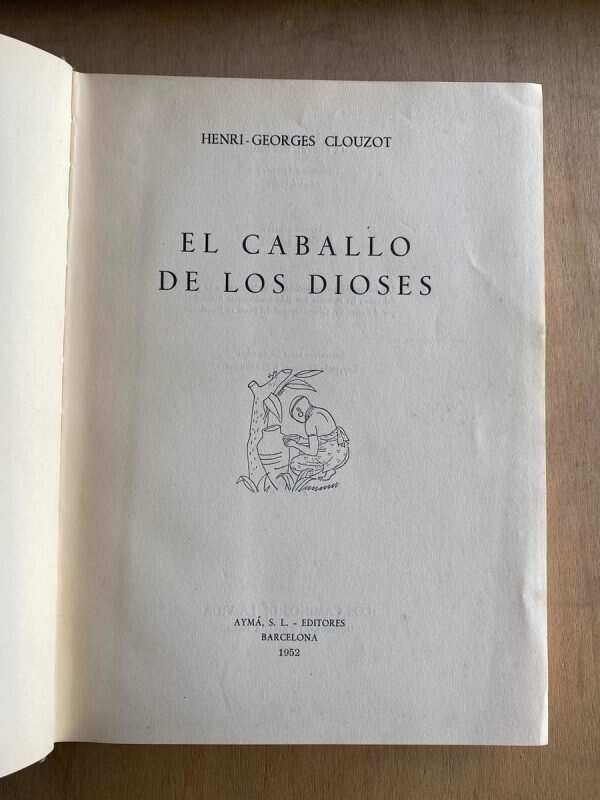 HENRI-GEORGES CLOUZOT
EL CABALLO
DE LOS DIOSES
AYMÁ, S. L. - EDITORES
BARCELONA
1952